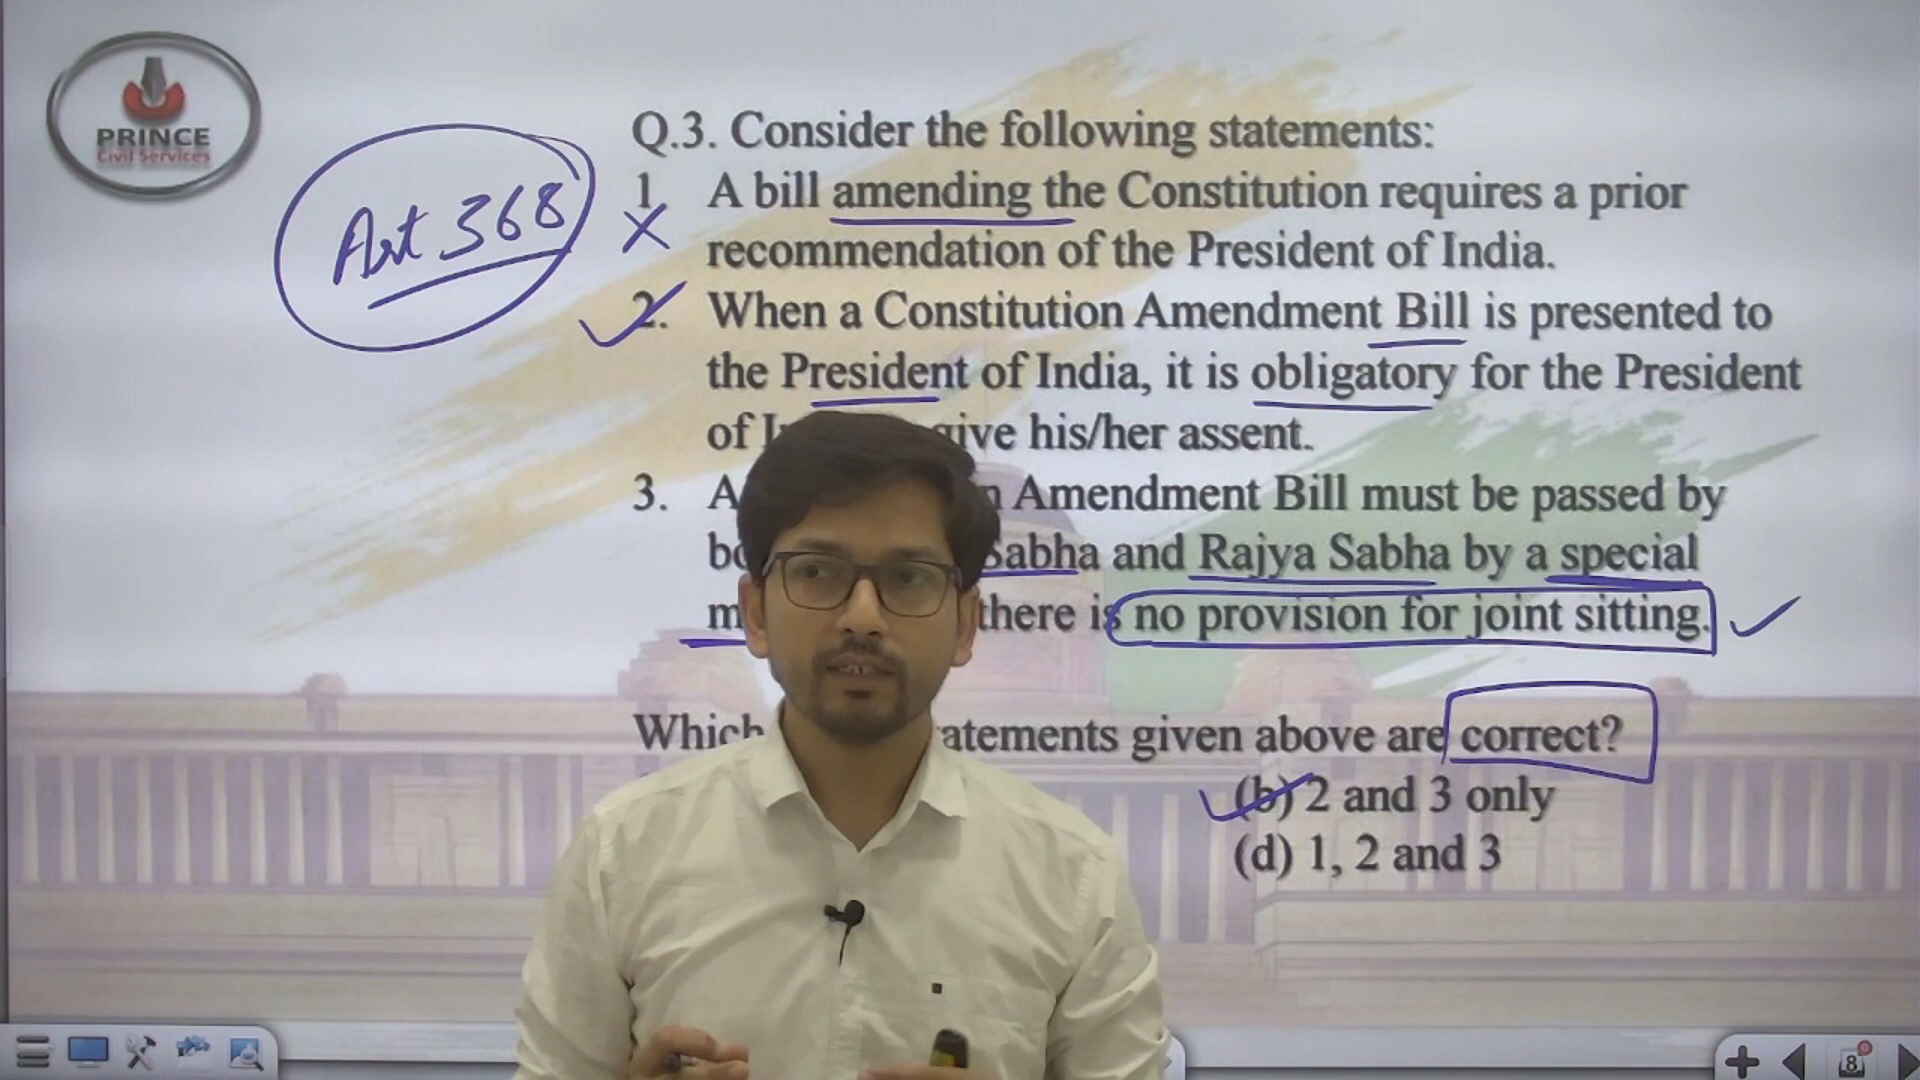 PRINCE
Civil Services
Art 368
Q.3. Consider the following statements:
1. A bill amending the Constitution requires a prior
recommendation of the President of India.
2. When a Constitution Amendment Bill is presented to
the President of India, it is obligatory for the President
of give his/her assent.
3. A Amendment Bill must be passed by
Sabha and Rajya Sabha by a special
there is no provision for joint sitting.
Which statements given above are correct?
(b) 2 and 3 only
(d) 1, 2 and 3
8
0